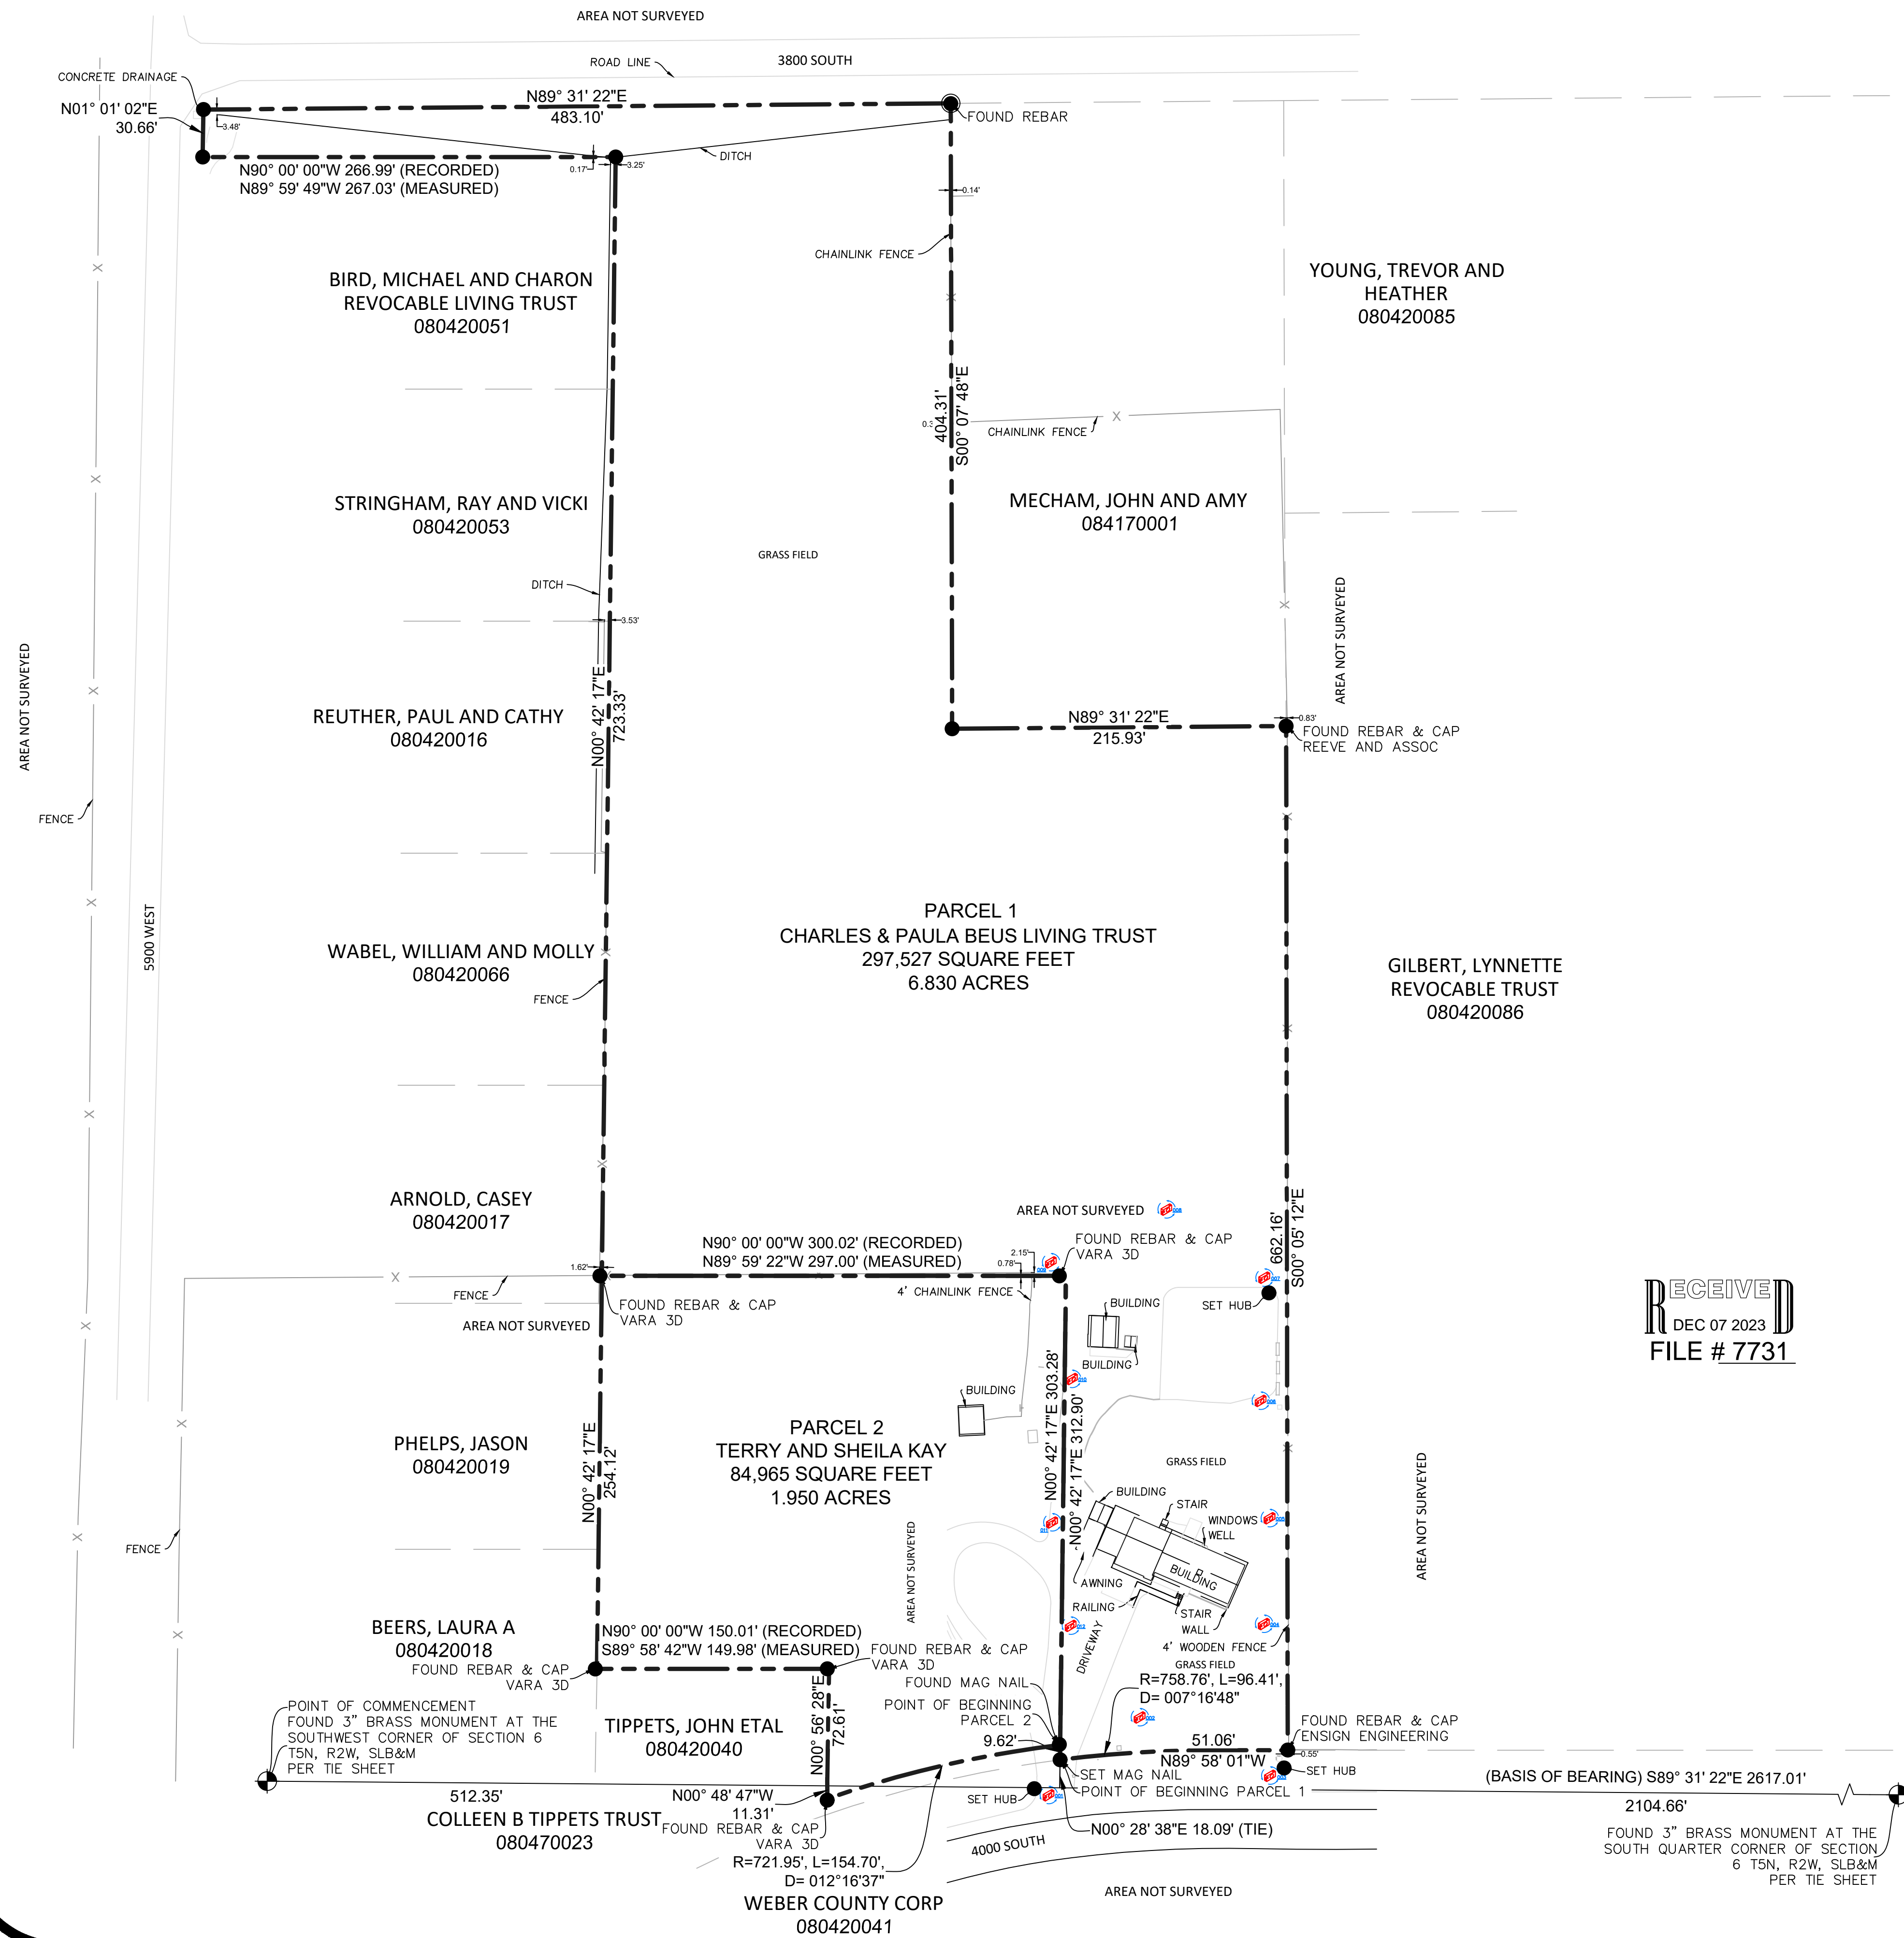 AREA NOT SURVEYED
3800 SOUTH
ROAD LINE
CONCRETE DRAINAGE
N01° 01' 02"E
30.66'
3.48'
N89° 31' 22"E
483.10'
FOUND REBAR
DITCH
N90° 00' 00"W 266.99' (RECORDED)
N89° 59' 49"W 267.03' (MEASURED)
0.17'
3.25'
0.14'
CHAINLINK FENCE
BIRD, MICHAEL AND CHARON
REVOCABLE LIVING TRUST
080420051
YOUNG, TREVOR AND
HEATHER
080420085
404.31'
S00° 07' 48"E
CHAINLINK FENCE
STRINGHAM, RAY AND VICKI
080420053
MECHAM, JOHN AND AMY
084170001
GRASS FIELD
DITCH
3.53'
AREA NOT SURVEYED
AREA NOT SURVEYED
REUTHER, PAUL AND CATHY
080420016
N00° 42' 17"E
723.33'
N89° 31' 22"E
215.93'
0.83'
FOUND REBAR & CAP
REEVE AND ASSOC
FENCE
5900 WEST
WABEL, WILLIAM AND MOLLY
080420066
FENCE
PARCEL 1
CHARLES & PAULA BEUS LIVING TRUST
297,527 SQUARE FEET
6.830 ACRES
GILBERT, LYNNETTE
REVOCABLE TRUST
080420086
ARNOLD, CASEY
080420017
AREA NOT SURVEYED
008
662.16'
S00° 05' 12"E
N90° 00' 00"W 300.02' (RECORDED)
N89° 59' 22"W 297.00' (MEASURED)
2.15'
0.78'
009
FOUND REBAR & CAP
VARA 3D
1.62'
4' CHAINLINK FENCE
FENCE
FOUND REBAR & CAP
VARA 3D
AREA NOT SURVEYED
BUILDING
BUILDING
007
SET HUB
RECEIVED
DEC 07 2023
FILE # 7731
N00° 42' 17"E 303.28'
N00° 42' 17"E 312.90'
010
006
BUILDING
PHELPS, JASON
080420019
N00° 42' 17"E
254.12'
PARCEL 2
TERRY AND SHEILA KAY
84,965 SQUARE FEET
1.950 ACRES
GRASS FIELD
AREA NOT SURVEYED
AREA NOT SURVEYED
FENCE
BUILDING
STAIR
WINDOWS
WELL
005
011
BUILDING
AWNING
RAILING
STAIR
WALL
004
012
4' WOODEN FENCE
GRASS FIELD
DRIVEWAY
BEERS, LAURA A
080420018
FOUND REBAR & CAP
VARA 3D
N90° 00' 00"W 150.01' (RECORDED)
S89° 58' 42"W 149.98' (MEASURED)
FOUND REBAR & CAP
VARA 3D
FOUND MAG NAIL
POINT OF BEGINNING
PARCEL 2
R=758.76', L=96.41',
D= 007°16'48"
002
POINT OF COMMENCEMENT
FOUND 3" BRASS MONUMENT AT THE
SOUTHWEST CORNER OF SECTION 6
T5N, R2W, SLB&M
PER TIE SHEET
TIPPETS, JOHN ETAL
080420040
N00° 56' 28"E
72.61'
9.62'
51.06'
N89° 58' 01"W
FOUND REBAR & CAP
ENSIGN ENGINEERING
0.55'
SET HUB
SET MAG NAIL
POINT OF BEGINNING PARCEL 1
(BASIS OF BEARING) S89° 31' 22"E 2617.01'
2104.66'
512.35'
N00° 48' 47"W
11.31'
SET HUB
001
COLLEEN B TIPPETS TRUST
080470023
FOUND REBAR & CAP
VARA 3D
N00° 28' 38"E 18.09' (TIE)
4000 SOUTH
R=721.95', L=154.70',
D= 012°16'37"
FOUND 3" BRASS MONUMENT AT THE
SOUTH QUARTER CORNER OF SECTION
6 T5N, R2W, SLB&M
PER TIE SHEET
WEBER COUNTY CORP
080420041
AREA NOT SURVEYED